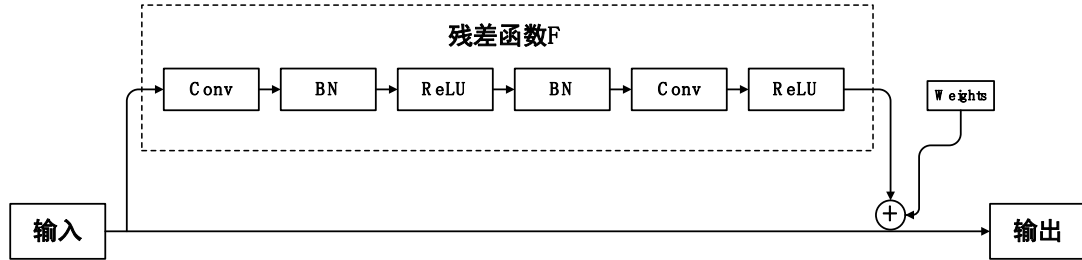 残差函数F
Conv
BN
ReLU
BN
Conv
ReLU
Weights
+
输入
输出